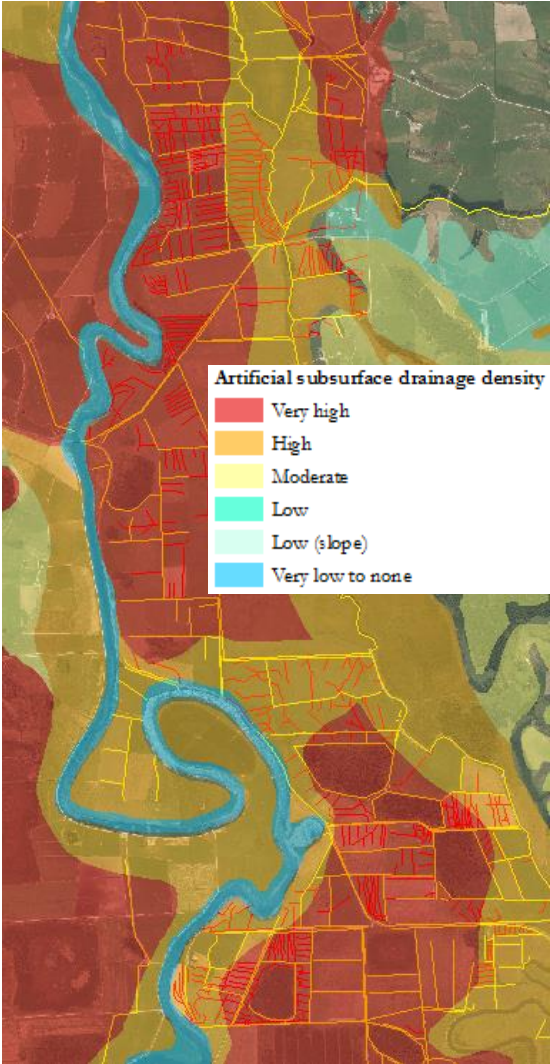 Artificial subsurface drainage density
Very high
High
Moderate
Low
Low (slope)
Very low to none